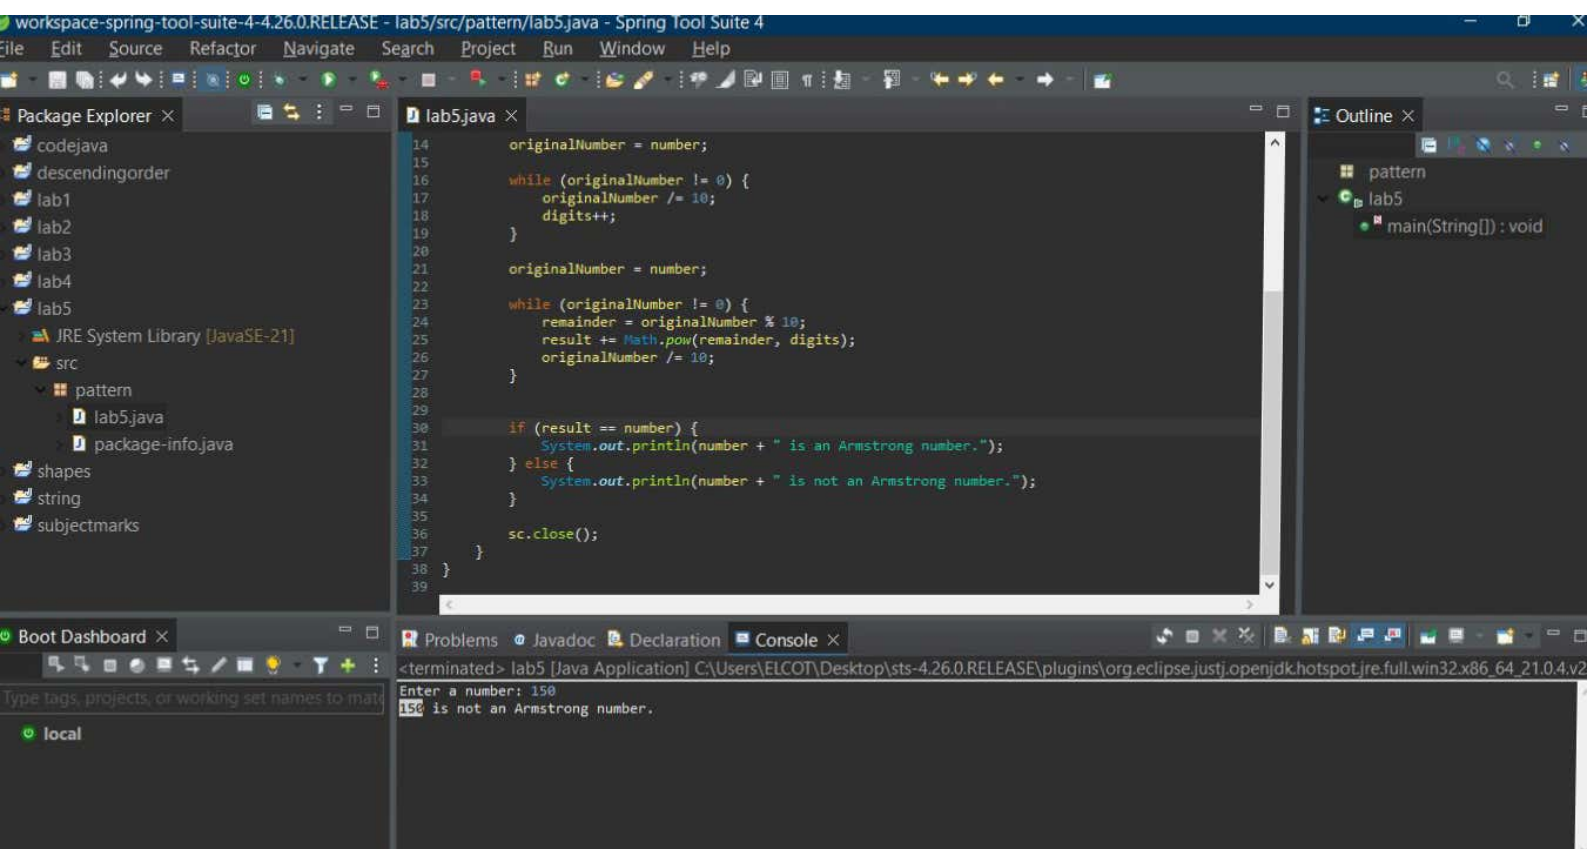 workspace-spring-tool-suite-4-4.26.0.RELEASE - lab5/src/pattern/lab5.java - Spring Tool Suite 4
File Edit Source Refactor Navigate Search Project Run Window Help
Package Explorer
codejava
descendingorder
lab1
lab2
lab3
lab4
lab5
JRE System Library [JavaSE-21]
src
pattern
lab5.java
package-info.java
shapes
string
subjectmarks
lab5.java
14 originalNumber = number;
15
16 while (originalNumber != 0) {
17 originalNumber /= 10;
18 digits++;
19 }
20
21 originalNumber = number;
22
23 while (originalNumber != 0) {
24 remainder = originalNumber % 10;
25 result += Math.pow(remainder, digits);
26 originalNumber /= 10;
27 }
28
29
30 if (result == number) {
31 System.out.println(number + " is an Armstrong number.");
32 } else {
33 System.out.println(number + " is not an Armstrong number.");
34 }
35
36 sc.close();
37 }
38 }
39
Outline
pattern
lab5
main(String[]) : void
Boot Dashboard
Type tags, projects, or working set names to matc
local
Problems Javadoc Declaration Console
<terminated> lab5 [Java Application] C:\Users\ELCOT\Desktop\sts-4.26.0.RELEASE\plugins\org.eclipse.justj.openjdk.hotspot.jre.full.win32.x86_64_21.0.4.v2
Enter a number: 150
150 is not an Armstrong number.